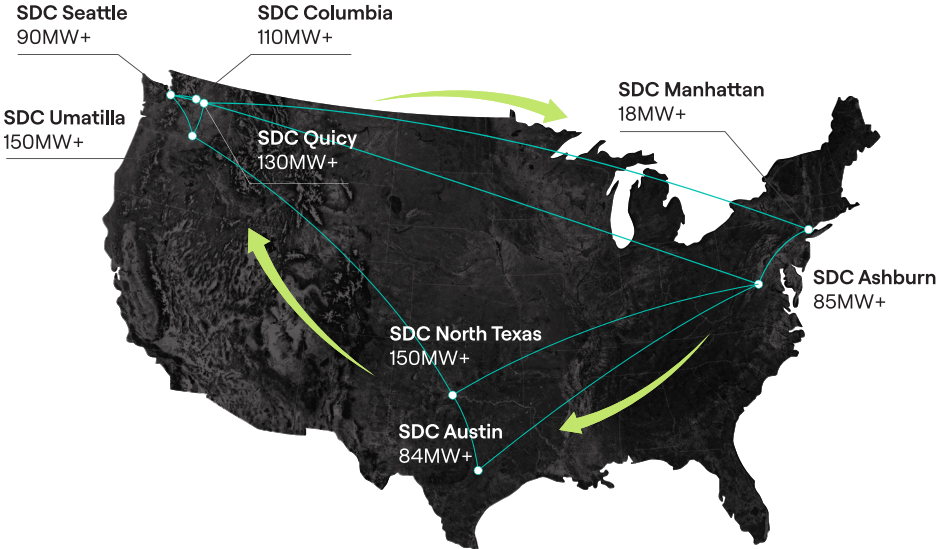 SDC Seattle
90MW+
SDC Columbia
110MW+
SDC Manhattan
18MW+
SDC Umatilla
150MW+
SDC Quicy
130MW+
SDC Ashburn
85MW+
SDC North Texas
150MW+
SDC Austin
84MW+